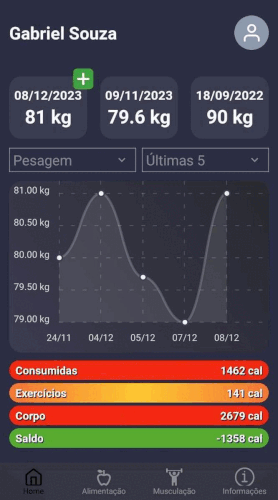 Gabriel Souza
08/12/2023 09/11/2023 18/09/2022
81 kg 79.6 kg 90 kg
Pesagem Últimas 5
81.00 kg
80.50 kg
80.00 kg
79.50 kg
79.00 kg
24/11 04/12 05/12 07/12 08/12
Consumidas 1462 cal
Exercícios 141 cal
Corpo 2679 cal
Saldo -1358 cal
Home Alimentação Musculação Informações